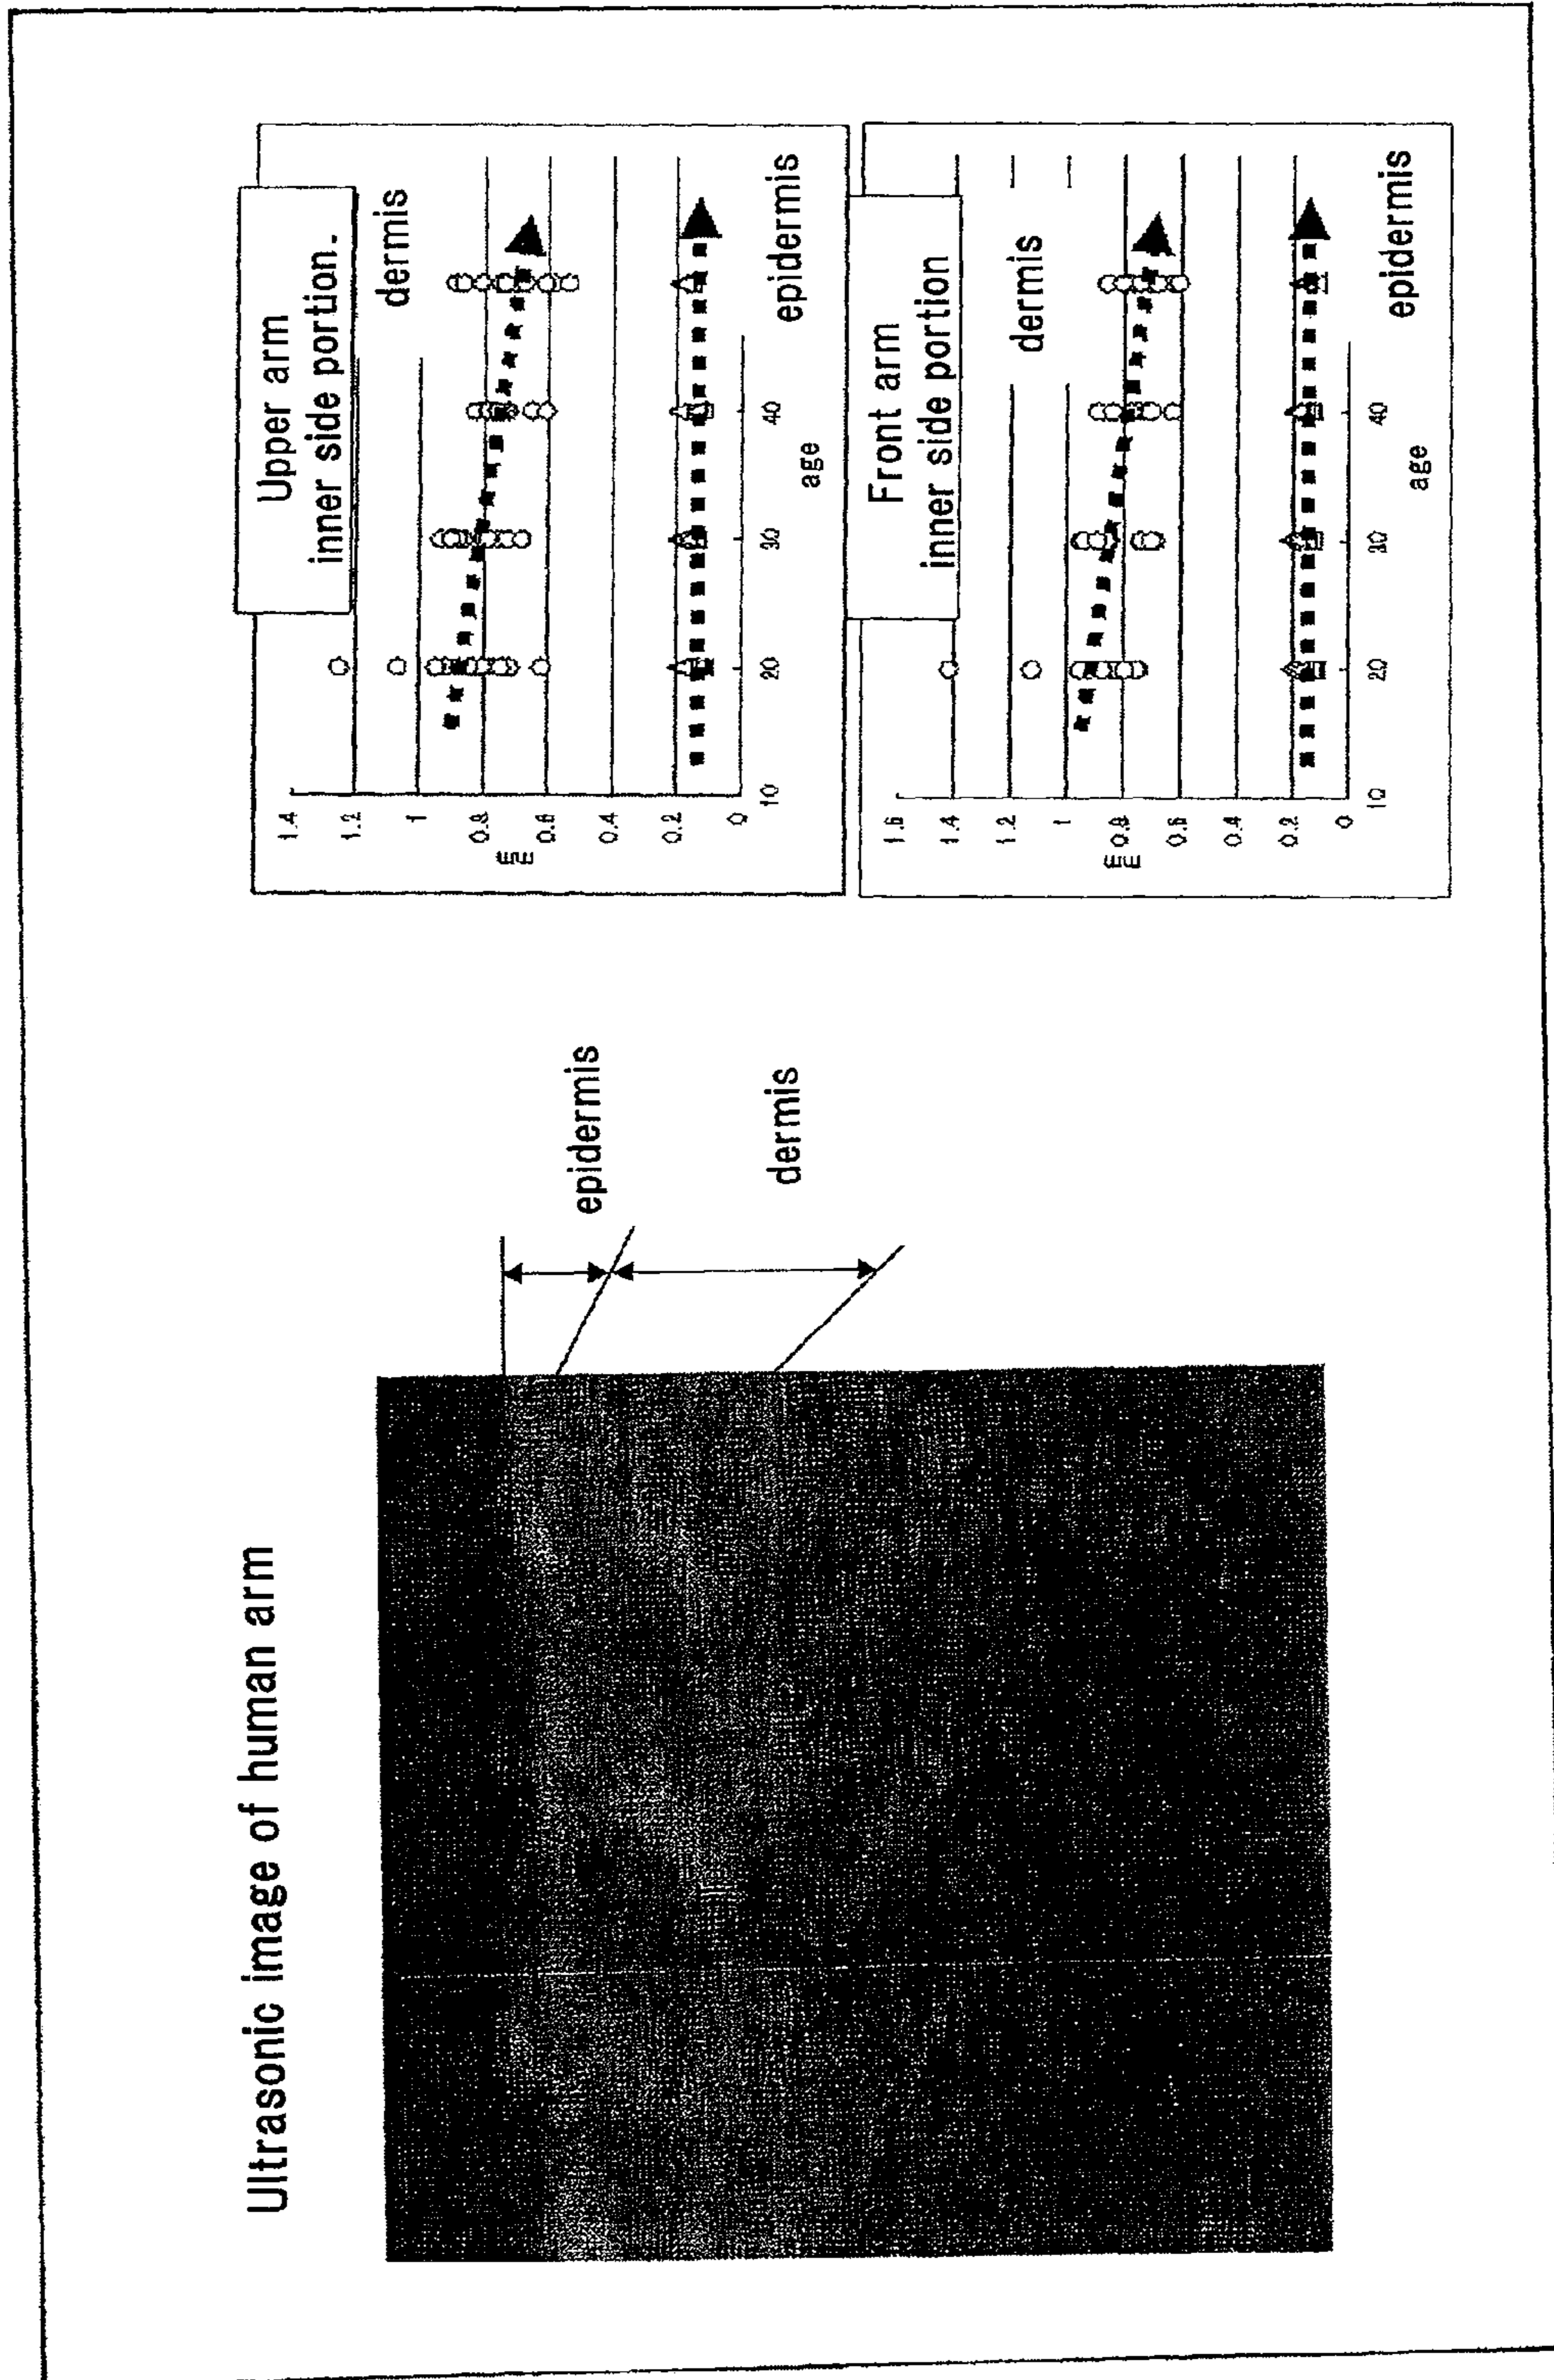 Ultrasonic image of human arm
epidermis
dermis
Upper arm
inner side portion.
dermis
1.4
1.2
1
0.8
0.6
0.4
0.2
0
mm
10
20
30
40
age
epidermis
Front arm
inner side portion
dermis
1.6
1.4
1.2
1
0.8
0.6
0.4
0.2
0
mm
10
20
30
40
age
epidermis